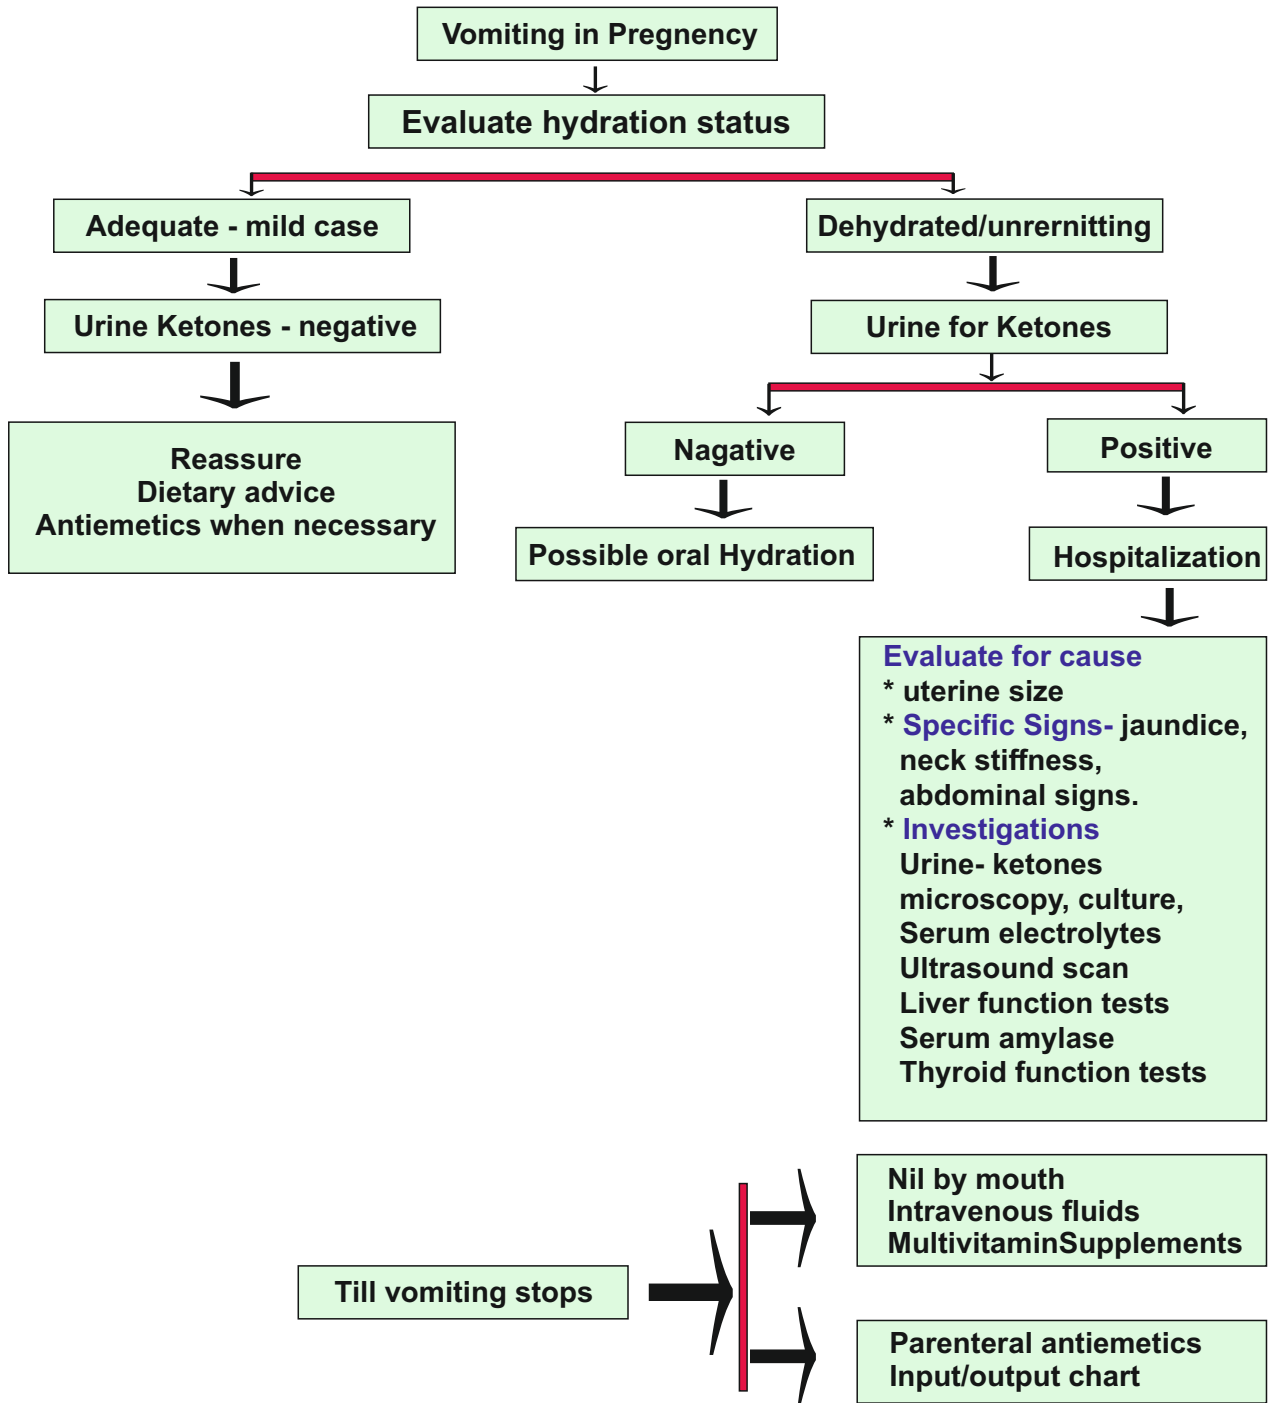 Vomiting in Pregnency
Evaluate hydration status
Adequate - mild case
Dehydrated/unrernitting
Urine Ketones - negative
Urine for Ketones
Reassure
Dietary advice
Antiemetics when necessary
Nagative
Positive
Possible oral Hydration
Hospitalization
Evaluate for cause
* uterine size
* Specific Signs- jaundice,
neck stiffness,
abdominal signs.
* Investigations
Urine- ketones
microscopy, culture,
Serum electrolytes
Ultrasound scan
Liver function tests
Serum amylase
Thyroid function tests
Till vomiting stops
Nil by mouth
Intravenous fluids
MultivitaminSupplements
Parenteral antiemetics
Input/output chart